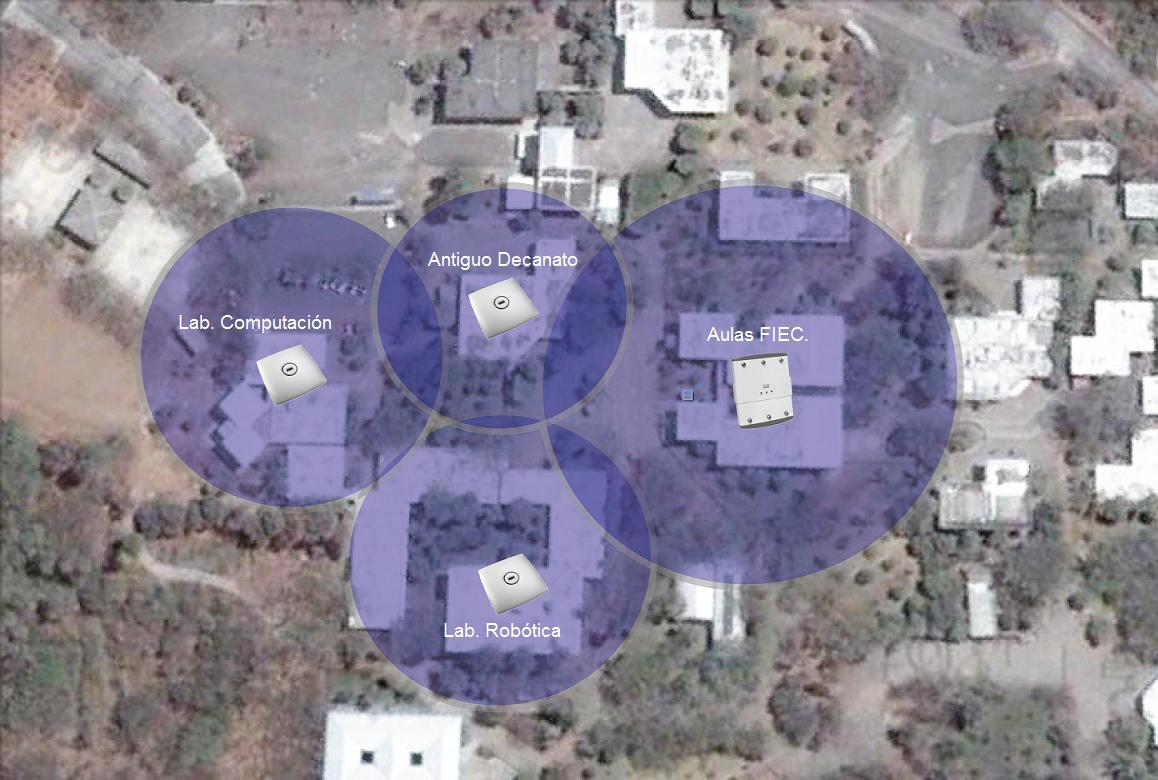 Antiguo Decanato
Lab. Computación
Aulas FIEC.
Lab. Robótica